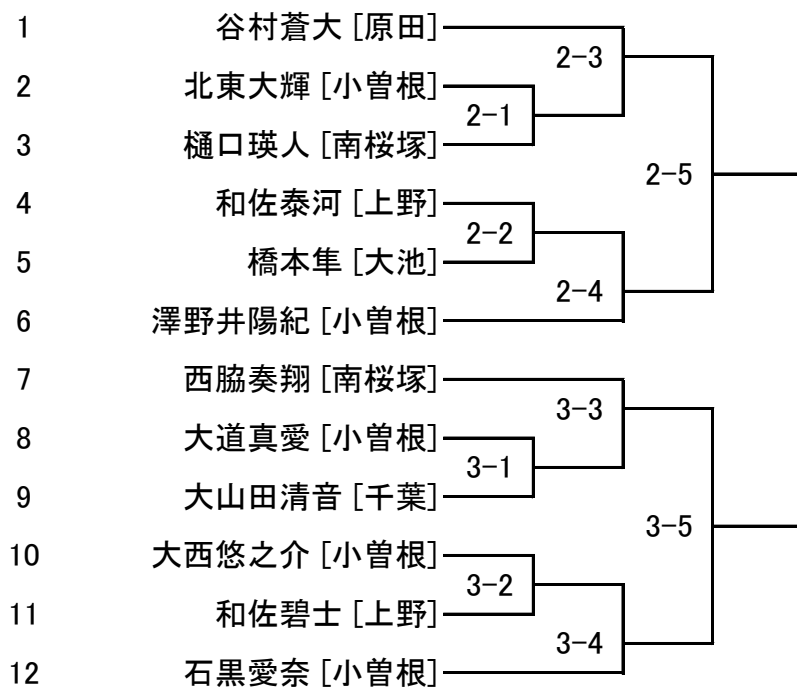 1 谷村蒼大 [原田]
2-3
2 北東大輝 [小曽根]
2-1
3 樋口瑛人 [南桜塚]
2-5
4 和佐泰河 [上野]
2-2
5 橋本隼 [大池]
2-4
6 澤野井陽紀 [小曽根]
7 西脇奏翔 [南桜塚]
3-3
8 大道真愛 [小曽根]
3-1
9 大山田清音 [千葉]
3-5
10 大西悠之介 [小曽根]
3-2
11 和佐碧士 [上野]
3-4
12 石黒愛奈 [小曽根]